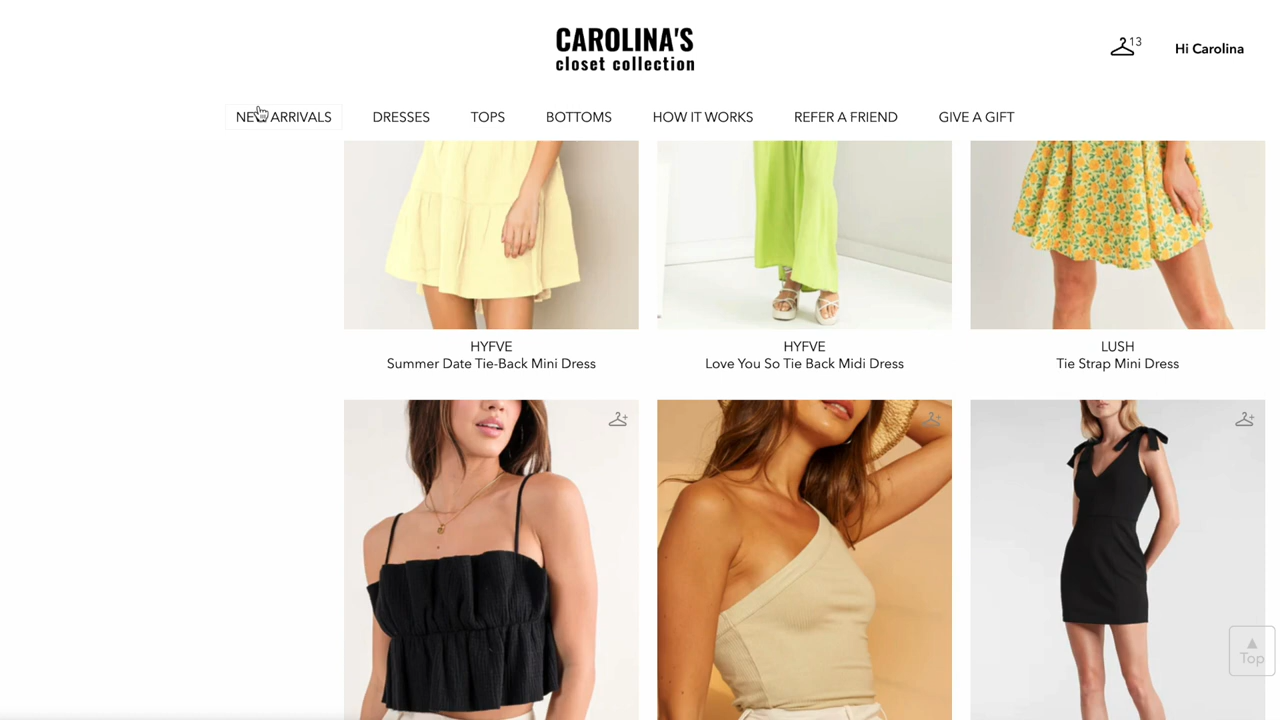 CAROLINA'S
closet collection
13
Hi Carolina
NEW ARRIVALS
DRESSES
TOPS
BOTTOMS
HOW IT WORKS
REFER A FRIEND
GIVE A GIFT
HYFVE
Summer Date Tie-Back Mini Dress
HYFVE
Love You So Tie Back Midi Dress
LUSH
Tie Strap Mini Dress
Top